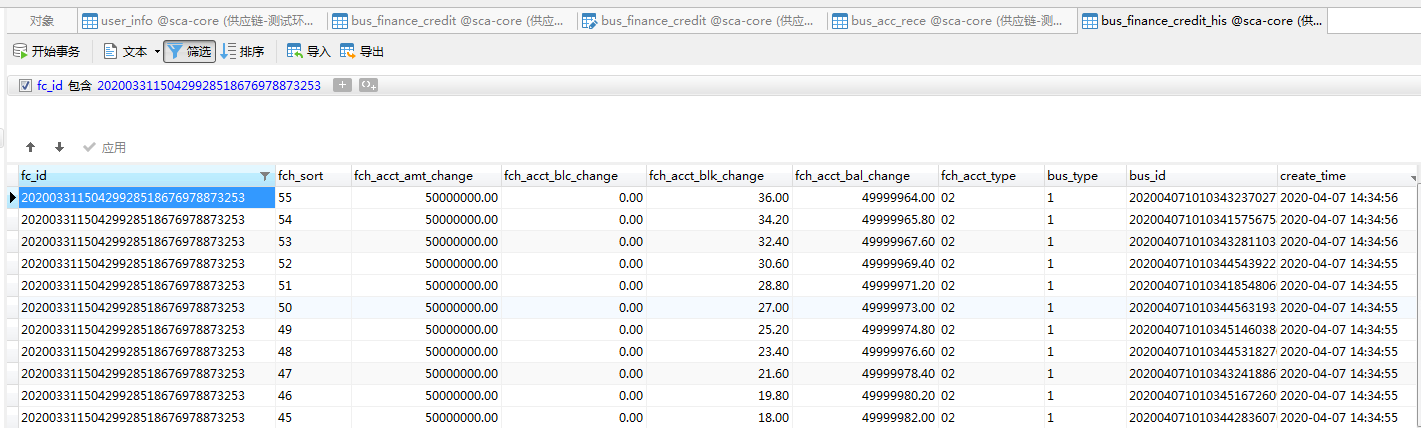 对象 user_info @sca-core (供应链-测试环... bus_finance_credit @sca-core (供应... bus_finance_credit @sca-core (供应... bus_acc_rece @sca-core (供应链-测... bus_finance_credit_his @sca-core (供...
开始事务 文本 筛选 排序 导入 导出
fc_id 包含 20200331150429928518676978873253
应用
fc_id fch_sort fch_acct_amt_change fch_acct_blc_change fch_acct_blk_change fch_acct_bal_change fch_acct_type bus_type bus_id create_time
20200331150429928518676978873253 55 50000000.00 0.00 36.00 49999964.00 02 1 202004071010343237027 2020-04-07 14:34:56
20200331150429928518676978873253 54 50000000.00 0.00 34.20 49999965.80 02 1 202004071010341575675 2020-04-07 14:34:56
20200331150429928518676978873253 53 50000000.00 0.00 32.40 49999967.60 02 1 202004071010343281103 2020-04-07 14:34:56
20200331150429928518676978873253 52 50000000.00 0.00 30.60 49999969.40 02 1 202004071010344543922 2020-04-07 14:34:55
20200331150429928518676978873253 51 50000000.00 0.00 28.80 49999971.20 02 1 202004071010341854806 2020-04-07 14:34:55
20200331150429928518676978873253 50 50000000.00 0.00 27.00 49999973.00 02 1 202004071010344563193 2020-04-07 14:34:55
20200331150429928518676978873253 49 50000000.00 0.00 25.20 49999974.80 02 1 202004071010345146038 2020-04-07 14:34:55
20200331150429928518676978873253 48 50000000.00 0.00 23.40 49999976.60 02 1 202004071010344531827 2020-04-07 14:34:55
20200331150429928518676978873253 47 50000000.00 0.00 21.60 49999978.40 02 1 202004071010343241886 2020-04-07 14:34:55
20200331150429928518676978873253 46 50000000.00 0.00 19.80 49999980.20 02 1 202004071010345167260 2020-04-07 14:34:55
20200331150429928518676978873253 45 50000000.00 0.00 18.00 49999982.00 02 1 202004071010344283607 2020-04-07 14:34:55